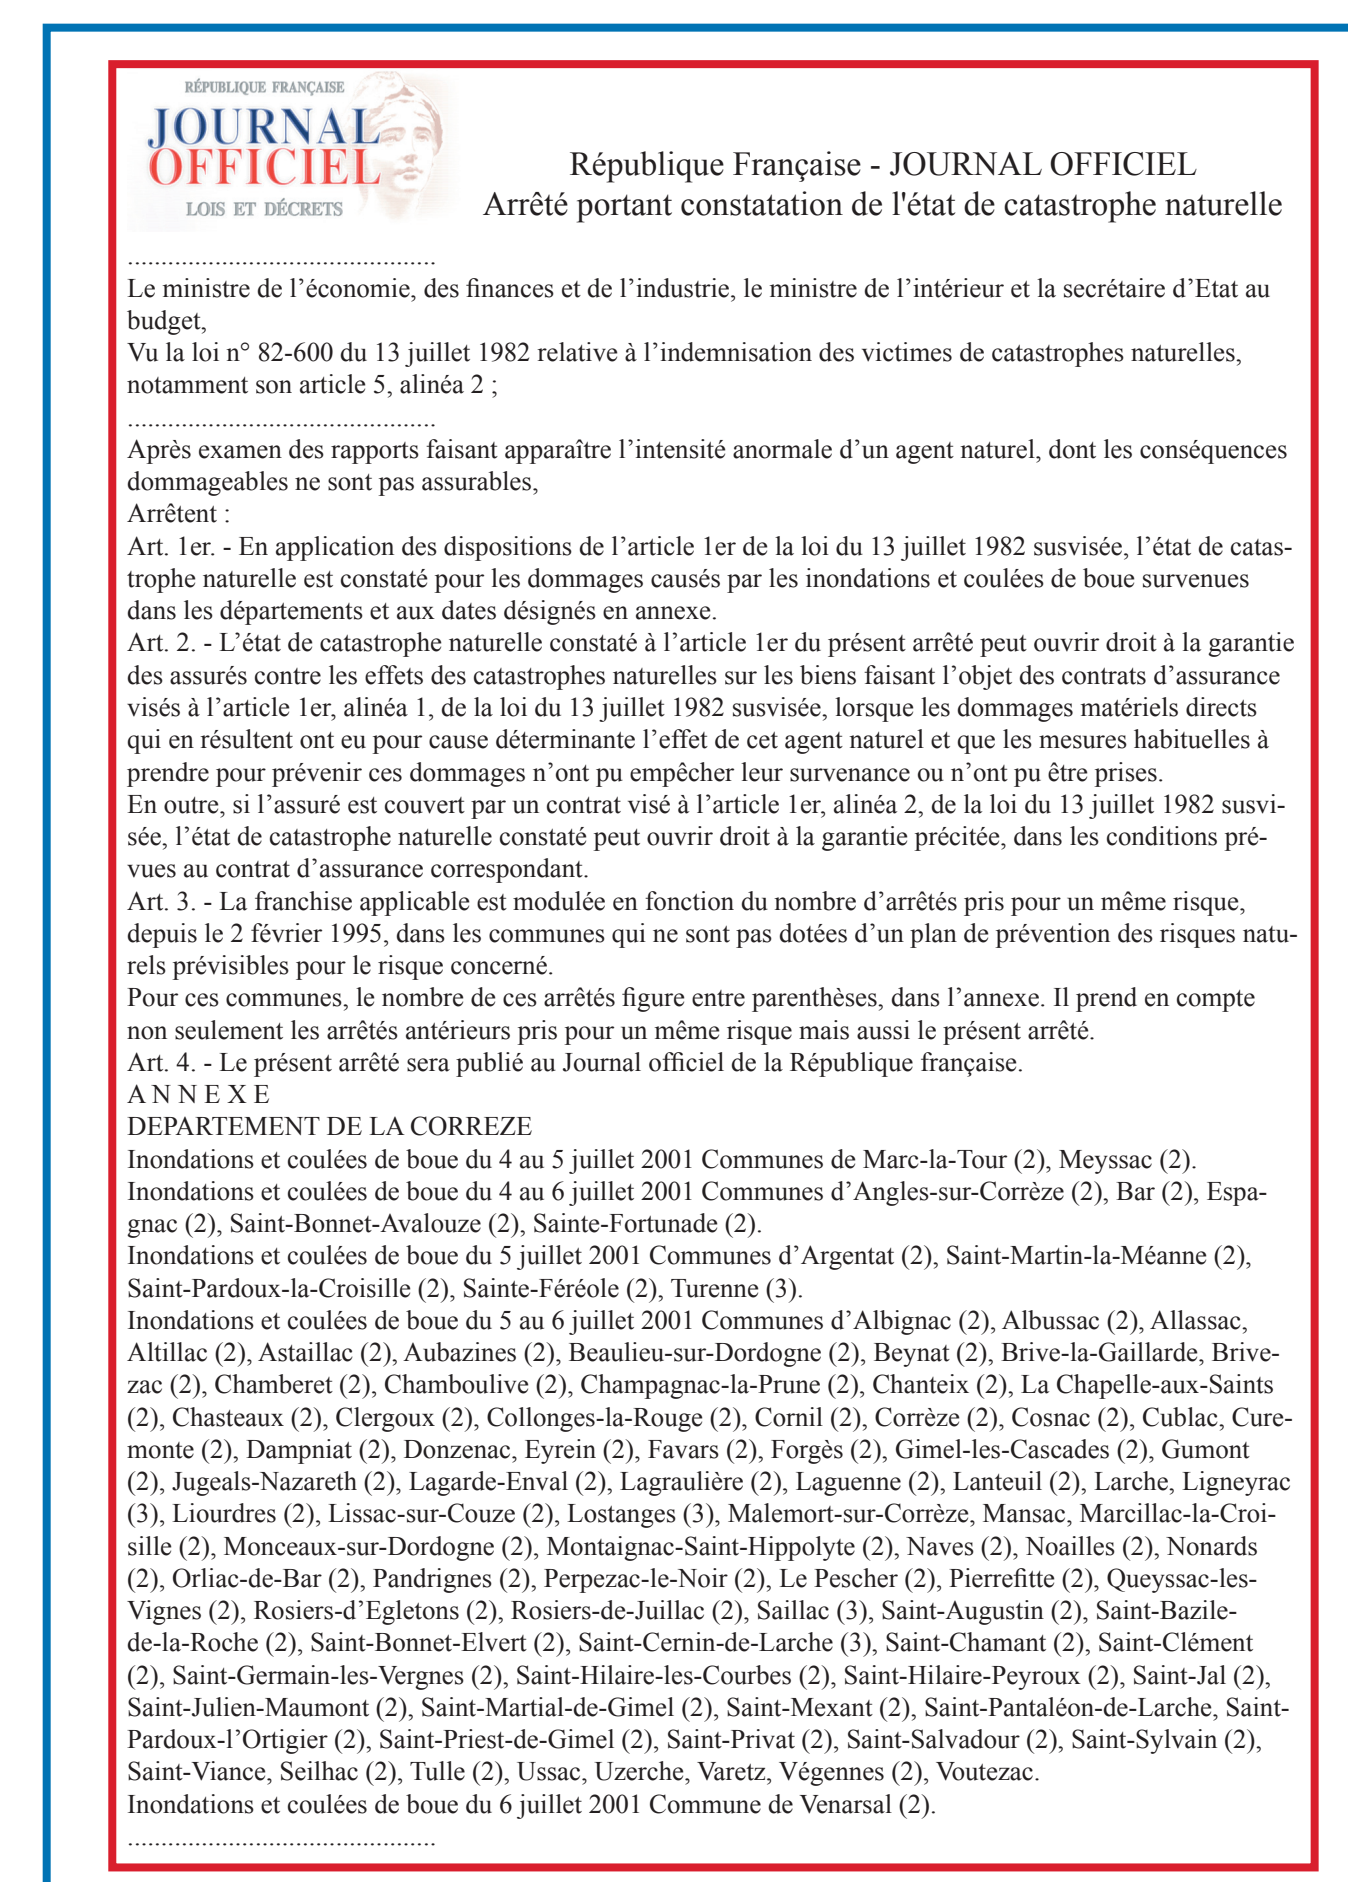 RÉPUBLIQUE FRANÇAISE
JOURNAL
OFFICIEL
LOIS ET DÉCRETS
République Française - JOURNAL OFFICIEL
Arrêté portant constatation de l'état de catastrophe naturelle
..............................................
Le ministre de l’économie, des finances et de l’industrie, le ministre de l’intérieur et la secrétaire d’Etat au
budget,
Vu la loi n° 82-600 du 13 juillet 1982 relative à l’indemnisation des victimes de catastrophes naturelles,
notamment son article 5, alinéa 2 ;
..............................................
Après examen des rapports faisant apparaître l’intensité anormale d’un agent naturel, dont les conséquences
dommageables ne sont pas assurables,
Arrêtent :
Art. 1er. - En application des dispositions de l’article 1er de la loi du 13 juillet 1982 susvisée, l’état de catas-
trophe naturelle est constaté pour les dommages causés par les inondations et coulées de boue survenues
dans les départements et aux dates désignés en annexe.
Art. 2. - L’état de catastrophe naturelle constaté à l’article 1er du présent arrêté peut ouvrir droit à la garantie
des assurés contre les effets des catastrophes naturelles sur les biens faisant l’objet des contrats d’assurance
visés à l’article 1er, alinéa 1, de la loi du 13 juillet 1982 susvisée, lorsque les dommages matériels directs
qui en résultent ont eu pour cause déterminante l’effet de cet agent naturel et que les mesures habituelles à
prendre pour prévenir ces dommages n’ont pu empêcher leur survenance ou n’ont pu être prises.
En outre, si l’assuré est couvert par un contrat visé à l’article 1er, alinéa 2, de la loi du 13 juillet 1982 susvi-
sée, l’état de catastrophe naturelle constaté peut ouvrir droit à la garantie précitée, dans les conditions pré-
vues au contrat d’assurance correspondant.
Art. 3. - La franchise applicable est modulée en fonction du nombre d’arrêtés pris pour un même risque,
depuis le 2 février 1995, dans les communes qui ne sont pas dotées d’un plan de prévention des risques natu-
rels prévisibles pour le risque concerné.
Pour ces communes, le nombre de ces arrêtés figure entre parenthèses, dans l’annexe. Il prend en compte
non seulement les arrêtés antérieurs pris pour un même risque mais aussi le présent arrêté.
Art. 4. - Le présent arrêté sera publié au Journal officiel de la République française.
A N N E X E
DEPARTEMENT DE LA CORREZE
Inondations et coulées de boue du 4 au 5 juillet 2001 Communes de Marc-la-Tour (2), Meyssac (2).
Inondations et coulées de boue du 4 au 6 juillet 2001 Communes d’Angles-sur-Corrèze (2), Bar (2), Espa-
gnac (2), Saint-Bonnet-Avalouze (2), Sainte-Fortunade (2).
Inondations et coulées de boue du 5 juillet 2001 Communes d’Argentat (2), Saint-Martin-la-Méanne (2),
Saint-Pardoux-la-Croisille (2), Sainte-Féréole (2), Turenne (3).
Inondations et coulées de boue du 5 au 6 juillet 2001 Communes d’Albignac (2), Albussac (2), Allassac,
Altillac (2), Astaillac (2), Aubazines (2), Beaulieu-sur-Dordogne (2), Beynat (2), Brive-la-Gaillarde, Brive-
zac (2), Chamberet (2), Chamboulive (2), Champagnac-la-Prune (2), Chanteix (2), La Chapelle-aux-Saints
(2), Chasteaux (2), Clergoux (2), Collonges-la-Rouge (2), Cornil (2), Corrèze (2), Cosnac (2), Cublac, Cure-
monte (2), Dampniat (2), Donzenac, Eyrein (2), Favars (2), Forgès (2), Gimel-les-Cascades (2), Gumont
(2), Jugeals-Nazareth (2), Lagarde-Enval (2), Lagraulière (2), Laguenne (2), Lanteuil (2), Larche, Ligneyrac
(3), Liourdres (2), Lissac-sur-Couze (2), Lostanges (3), Malemort-sur-Corrèze, Mansac, Marcillac-la-Croi-
sille (2), Monceaux-sur-Dordogne (2), Montaignac-Saint-Hippolyte (2), Naves (2), Noailles (2), Nonards
(2), Orliac-de-Bar (2), Pandrignes (2), Perpezac-le-Noir (2), Le Pescher (2), Pierrefitte (2), Queyssac-les-
Vignes (2), Rosiers-d’Egletons (2), Rosiers-de-Juillac (2), Saillac (3), Saint-Augustin (2), Saint-Bazile-
de-la-Roche (2), Saint-Bonnet-Elvert (2), Saint-Cernin-de-Larche (3), Saint-Chamant (2), Saint-Clément
(2), Saint-Germain-les-Vergnes (2), Saint-Hilaire-les-Courbes (2), Saint-Hilaire-Peyroux (2), Saint-Jal (2),
Saint-Julien-Maumont (2), Saint-Martial-de-Gimel (2), Saint-Mexant (2), Saint-Pantaléon-de-Larche, Saint-
Pardoux-l’Ortigier (2), Saint-Priest-de-Gimel (2), Saint-Privat (2), Saint-Salvadour (2), Saint-Sylvain (2),
Saint-Viance, Seilhac (2), Tulle (2), Ussac, Uzerche, Varetz, Végennes (2), Voutezac.
Inondations et coulées de boue du 6 juillet 2001 Commune de Venarsal (2).
..............................................